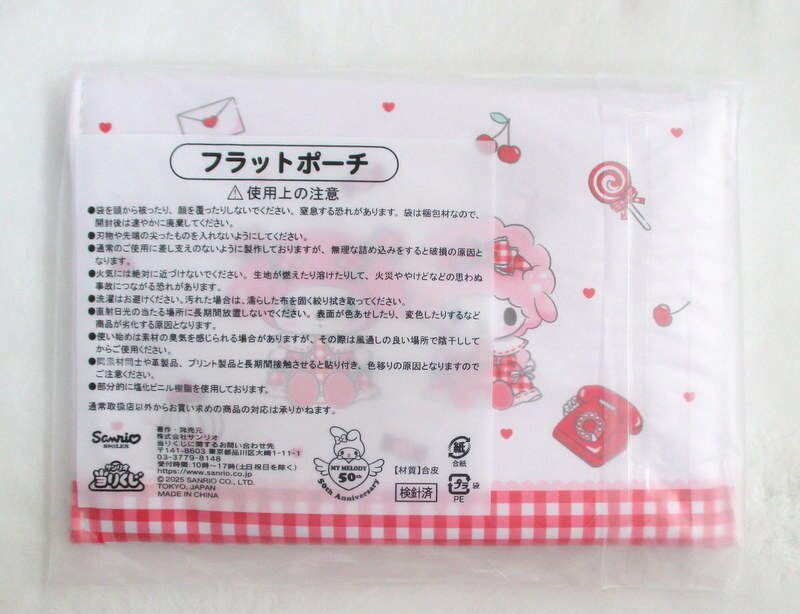 フラットポーチ
⚠使用上の注意
●袋を頭から被ったり、顔を覆ったりしないでください。窒息する恐れがあります。袋は梱包材なので、
開封後は速やかに廃棄してください。
●刃物や先端の尖ったものを入れないようにしてください。
●通常のご使用に差し支えのないように製作しておりますが、無理な詰め込みをすると破損の原因と
なります。
●火気には絶対に近づけないでください。生地が燃えたり溶けたりして、火災ややけどなどの思わぬ
事故につながる恐れがあります。
●洗濯はお避けください。汚れた場合は、濡らした布を固く絞り拭き取ってください。
●直射日光の当たる場所に長期間放置しないでください。表面が色あせしたり、変色したりするなど
商品が劣化する原因となります。
●使い始めは素材の臭気を感じられる場合がありますが、その際は風通しの良い場所で陰干しして
からご使用ください。
●同素材同士や革製品、プリント製品と長期間接触させると貼り付き、色移りの原因となりますので
ご注意ください。
●部分的に塩化ビニル樹脂を使用しております。
通常取扱店以外からお買い求めの商品の対応は承りかねます。
Sanrio
SMILES
サンリオ
当りくじ
著作・発売元
株式会社サンリオ
当りくじに関するお問い合わせ先
〒141-8603 東京都品川区大崎1-11-1
03-3779-8148
受付時間:10時~17時(土日祝日を除く)
https://www.sanrio.co.jp
© 2025 SANRIO CO., LTD.
TOKYO, JAPAN
MADE IN CHINA
MY MELODY
50th
50th Anniversary
【材質】合皮
検針済
紙
台紙
プラ
袋
PE